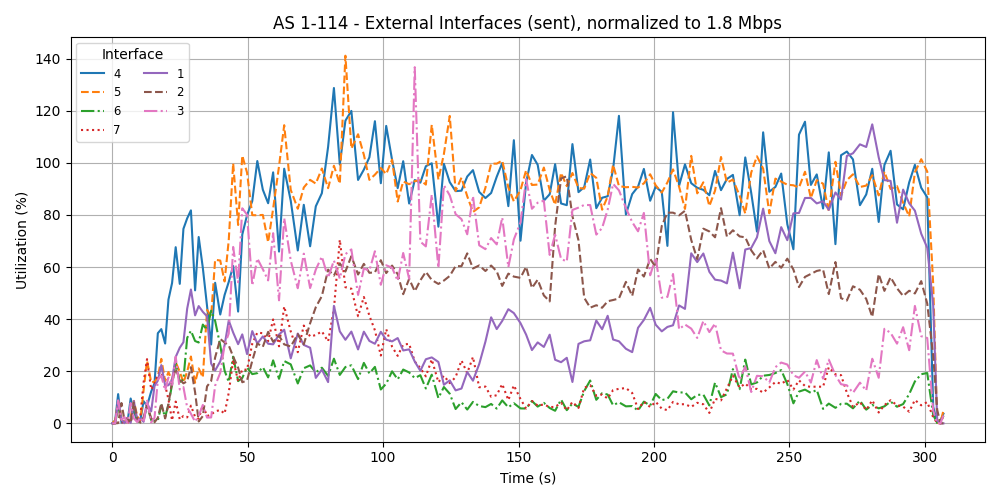 AS 1-114 - External Interfaces (sent), normalized to 1.8 Mbps
Interface
4 1
5 2
6 3
7
Utilization (%)
140
120
100
80
60
40
20
0
0 50 100 150 200 250 300
Time (s)